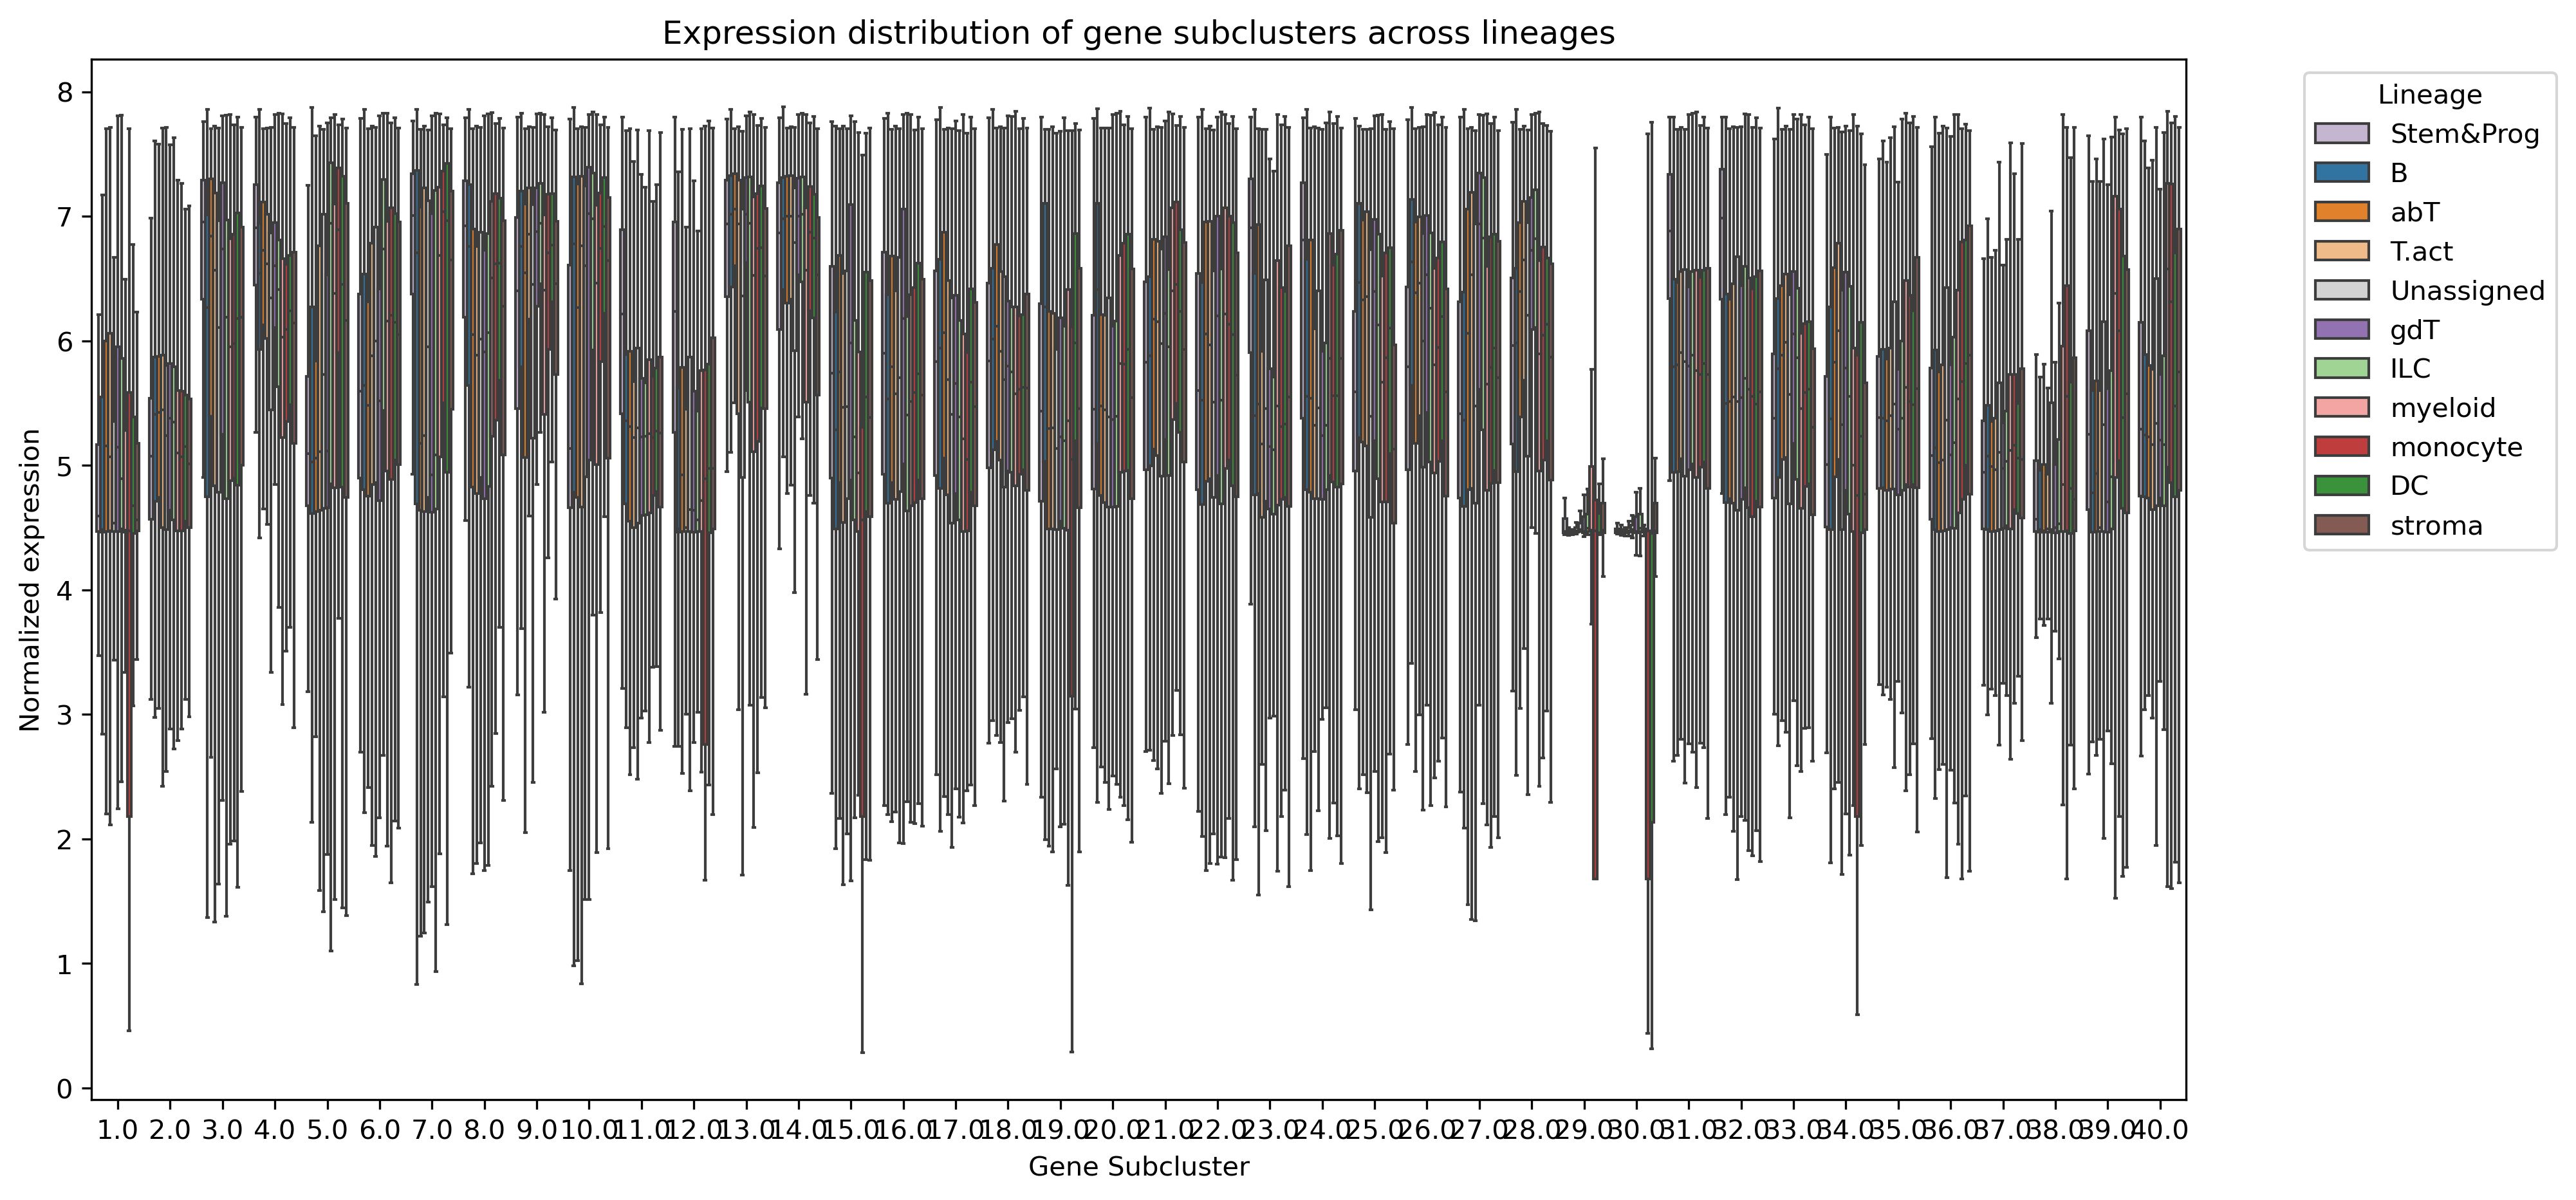 Expression distribution of gene subclusters across lineages
Normalized expression
8
7
6
5
4
3
2
1
0
1.0 2.0 3.0 4.0 5.0 6.0 7.0 8.0 9.0 10.0 11.0 12.0 13.0 14.0 15.0 16.0 17.0 18.0 19.0 20.0 21.0 22.0 23.0 24.0 25.0 26.0 27.0 28.0 29.0 30.0 31.0 32.0 33.0 34.0 35.0 36.0 37.0 38.0 39.0 40.0
Gene Subcluster
Lineage
Stem&Prog
B
abT
T.act
Unassigned
gdT
ILC
myeloid
monocyte
DC
stroma